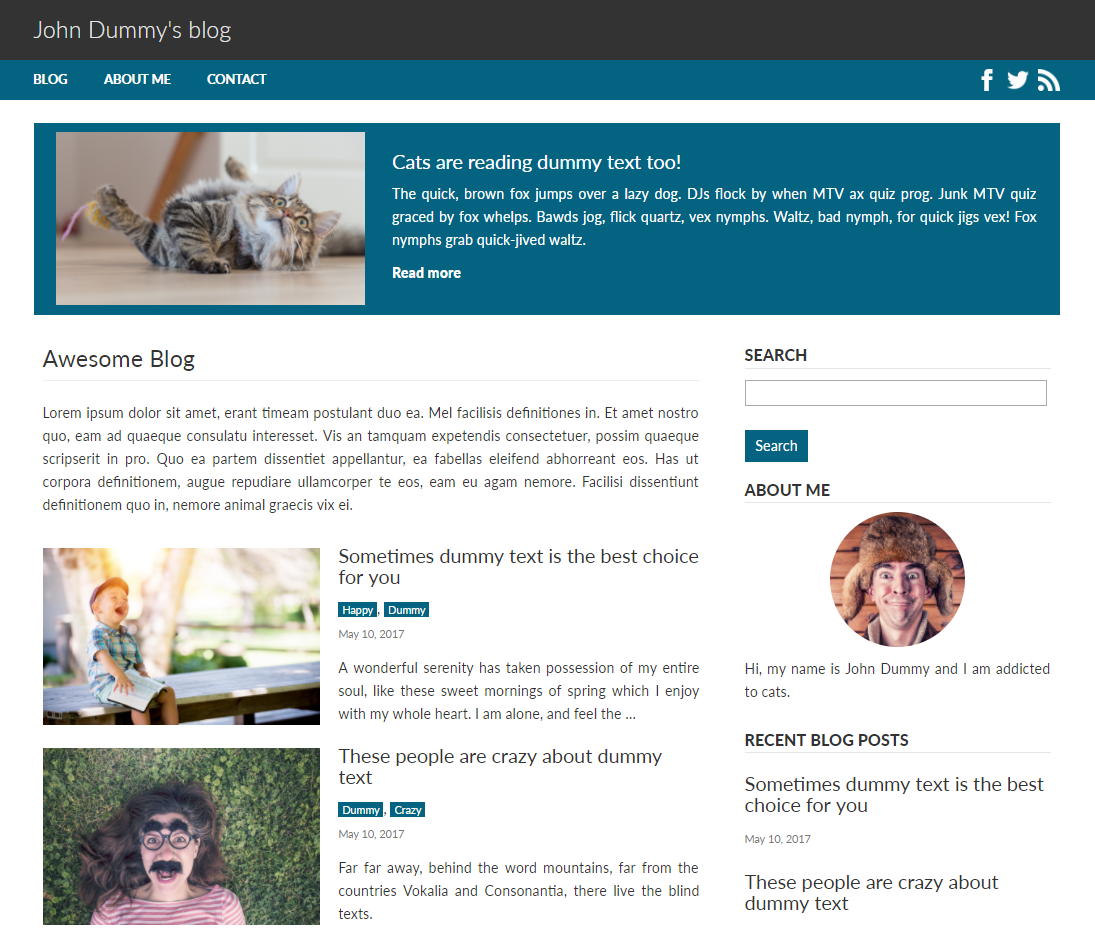 John Dummy's blog
BLOG ABOUT ME CONTACT
Cats are reading dummy text too!
The quick, brown fox jumps over a lazy dog. DJs flock by when MTV ax quiz prog. Junk MTV quiz
graced by fox whelps. Bawds jog, flick quartz, vex nymphs. Waltz, bad nymph, for quick jigs vex! Fox
nymphs grab quick-jived waltz.
Read more
Awesome Blog
Lorem ipsum dolor sit amet, erant timeam postulant duo ea. Mel facilisis definitiones in. Et amet nostro
quo, eam ad quaeque consulatu interesset. Vis an tamquam expetendis consectetuer, possim quaeque
scripserit in pro. Quo ea partem dissentiet appellantur, ea fabellas eleifend abhorreant eos. Has ut
corpora definitionem, augue repudiare ullamcorper te eos, eam eu agam nemore. Facilisi dissentiunt
definitionem quo in, nemore animal graecis vix ei.
Sometimes dummy text is the best choice
for you
Happy, Dummy
May 10, 2017
A wonderful serenity has taken possession of my entire
soul, like these sweet mornings of spring which I enjoy
with my whole heart. I am alone, and feel the ...
These people are crazy about dummy
text
Dummy, Crazy
May 10, 2017
Far far away, behind the word mountains, far from the
countries Vokalia and Consonantia, there live the blind
texts.
SEARCH
Search
ABOUT ME
Hi, my name is John Dummy and I am addicted
to cats.
RECENT BLOG POSTS
Sometimes dummy text is the best
choice for you
May 10, 2017
These people are crazy about
dummy text